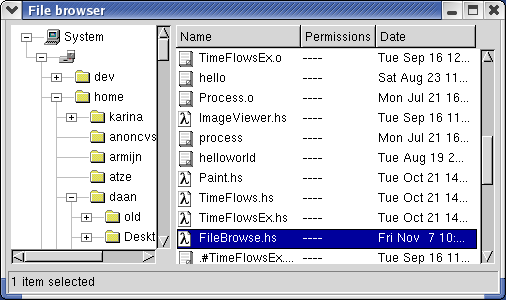 File browser
System
dev
home
karina
anoncvs
armijn
atze
daan
old
Deskt
Name Permissions Date
TimeFlowsEx.o ---- Tue Sep 16 12...
hello ---- Sat Aug 23 11...
Process.o ---- Mon Jul 21 16...
ImageViewer.hs ---- Tue Sep 16 11...
process ---- Mon Jul 21 16...
helloworld ---- Tue Aug 19 2...
Paint.hs ---- Tue Oct 21 14...
TimeFlows.hs ---- Tue Oct 21 14...
TimeFlowsEx.hs ---- Tue Oct 21 14...
FileBrowse.hs ---- Fri Nov 7 10:...
.#TimeFlowsEx.... ---- Tue Sep 16 11...
1 item selected